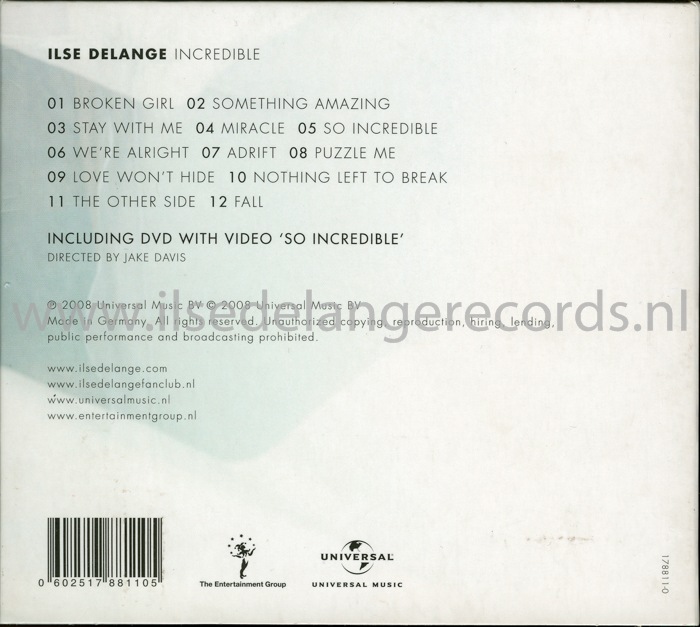 ILSE DELANGE INCREDIBLE
01 BROKEN GIRL 02 SOMETHING AMAZING
03 STAY WITH ME 04 MIRACLE 05 SO INCREDIBLE
06 WE'RE ALRIGHT 07 ADRIFT 08 PUZZLE ME
09 LOVE WON'T HIDE 10 NOTHING LEFT TO BREAK
11 THE OTHER SIDE 12 FALL
INCLUDING DVD WITH VIDEO 'SO INCREDIBLE'
DIRECTED BY JAKE DAVIS
℗ 2008 Universal Music BV © 2008 Universal Music BV
www.ilsedelangerecords.nl
Made in Germany. All rights reserved. Unauthorized copying, reproduction, hiring, lending,
public performance and broadcasting prohibited.
www.ilsedelange.com
www.ilsedelangefanclub.nl
www.universalmusic.nl
www.entertainmentgroup.nl
0 602517 881105
The Entertainment Group
UNIVERSAL
UNIVERSAL MUSIC
178811-0